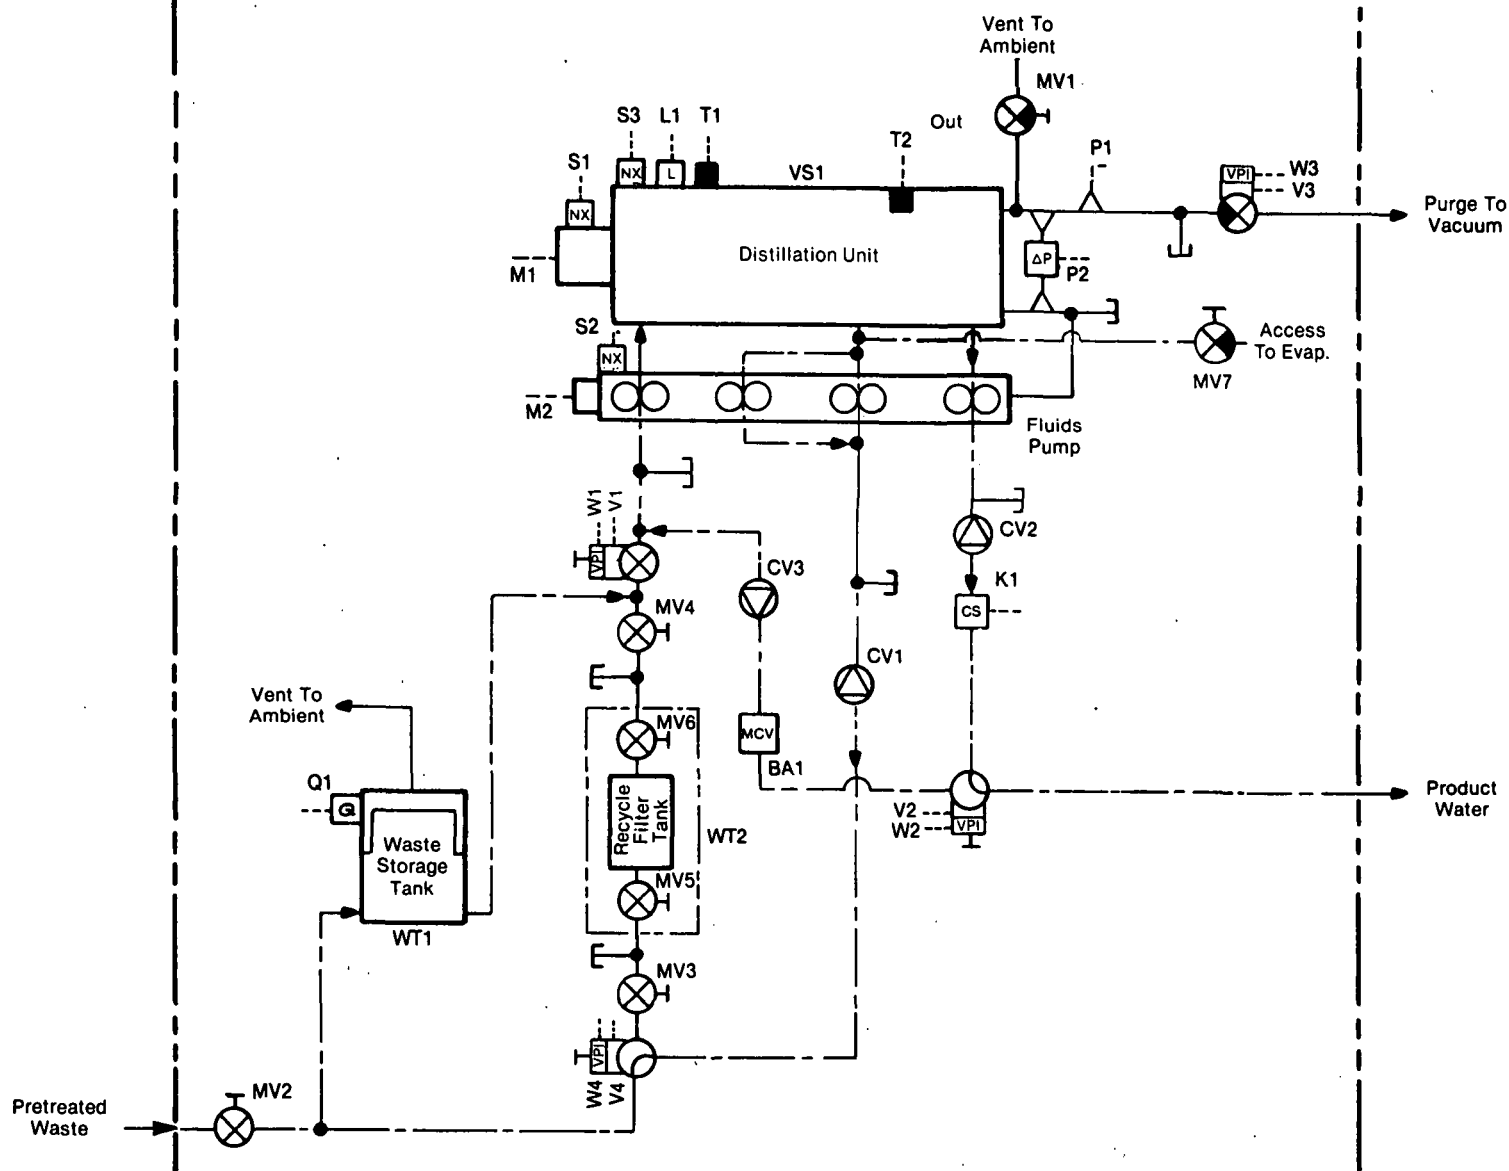 Vent To
Ambient
MV1
Out
S3 L1 T1
T2
P1
S1
NX
L
VS1
VPI
W3
V3
NX
Purge To
Vacuum
Distillation Unit
ΔP
P2
M1
S2
NX
Access
To Evap.
MV7
M2
Fluids
Pump
W1
V1
VPI
CV2
CV3
K1
CS
MV4
CV1
Vent To
Ambient
MV6
MCV
BA1
Q1
Q
Recycle
Filter
Tank
WT2
V2
W2
VPI
Product
Water
Waste
Storage
Tank
MV5
WT1
MV3
VPI
W4
V4
MV2
Pretreated
Waste